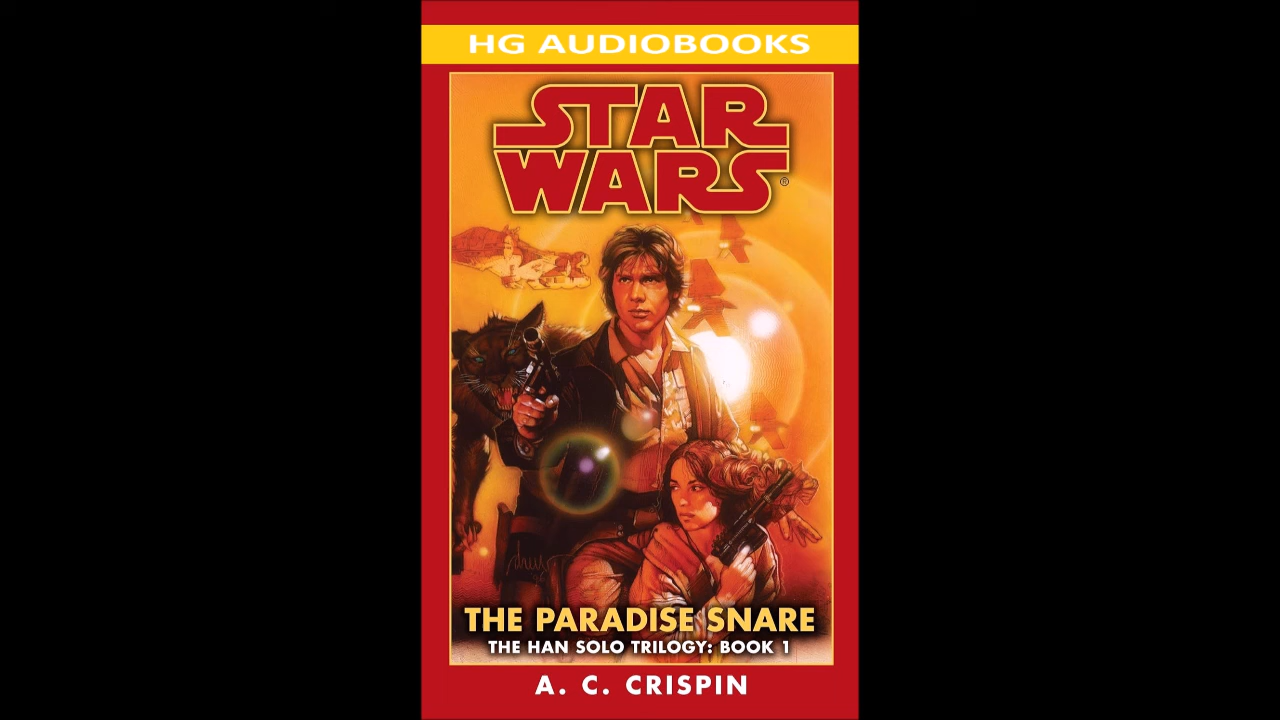 HG AUDIOBOOKS
STAR
WARS®
THE PARADISE SNARE
THE HAN SOLO TRILOGY: BOOK 1
A. C. CRISPIN